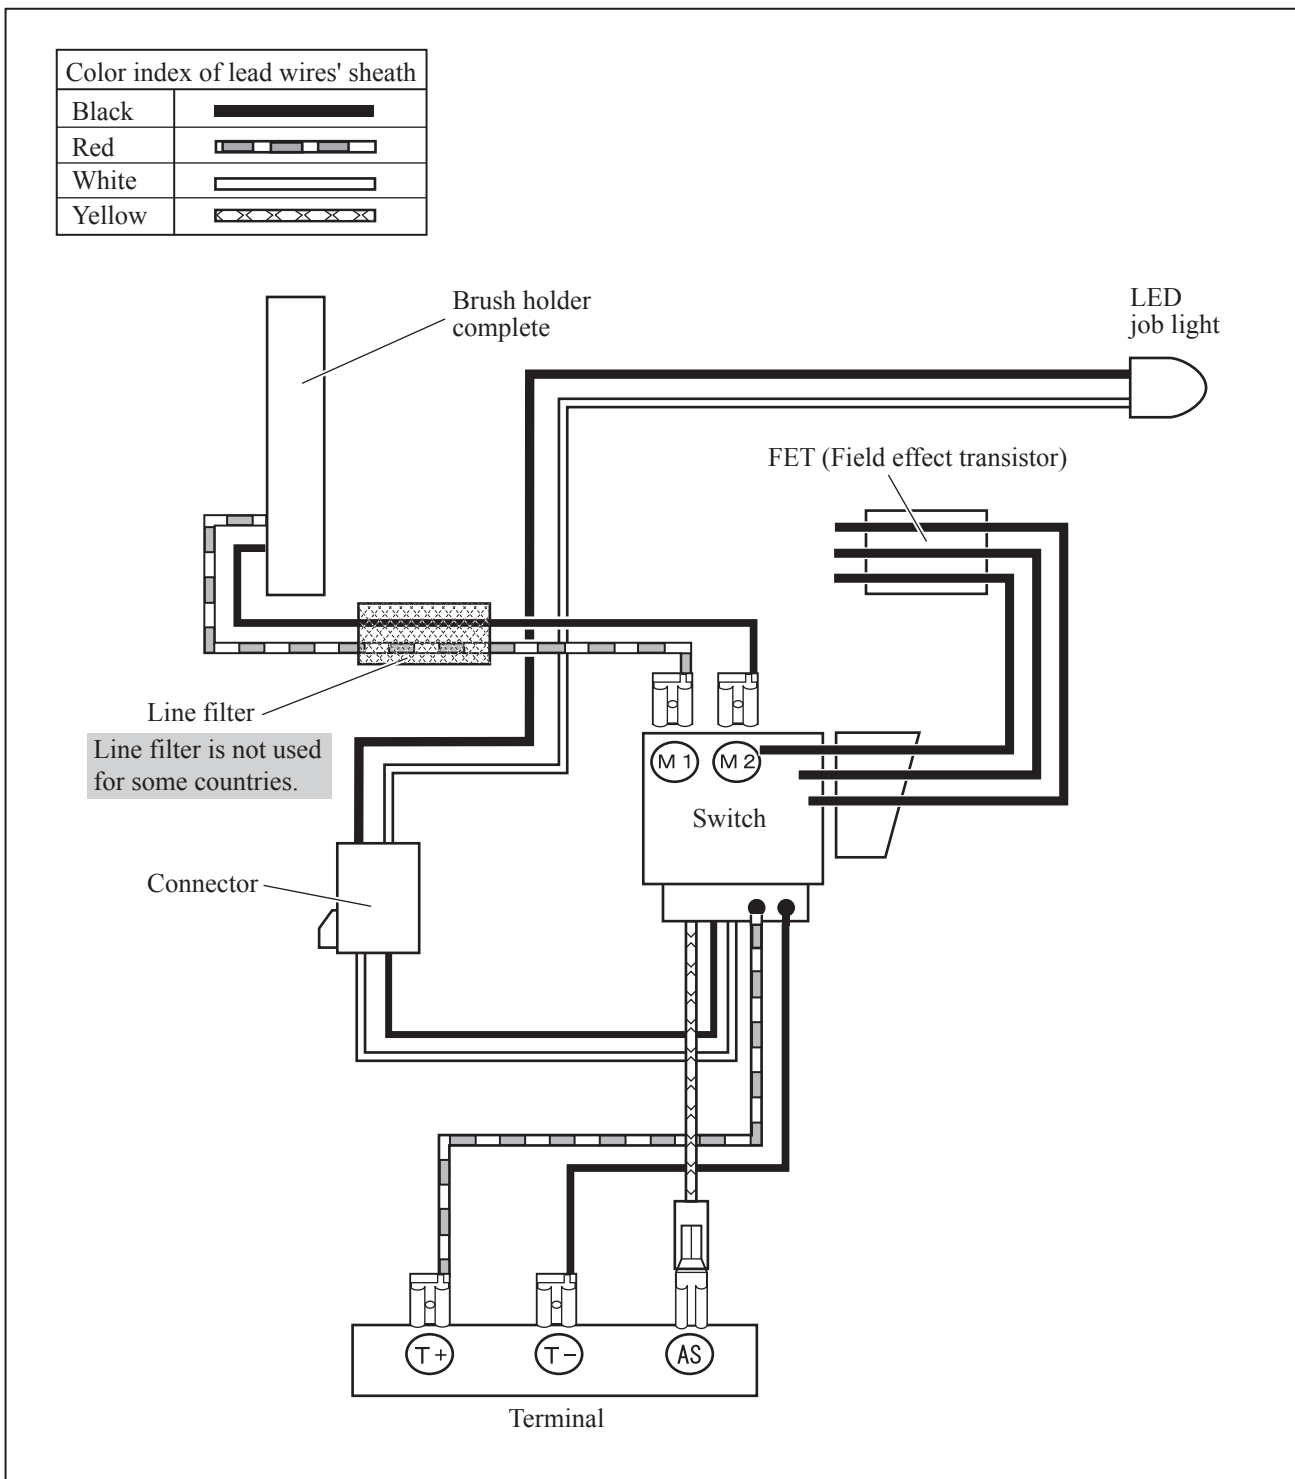 Color index of lead wires' sheath
Black
Red
White
Yellow
Brush holder
complete
LED
job light
FET (Field effect transistor)
Line filter
Line filter is not used
for some countries.
M 1
M 2
Switch
Connector
T +
T -
AS
Terminal